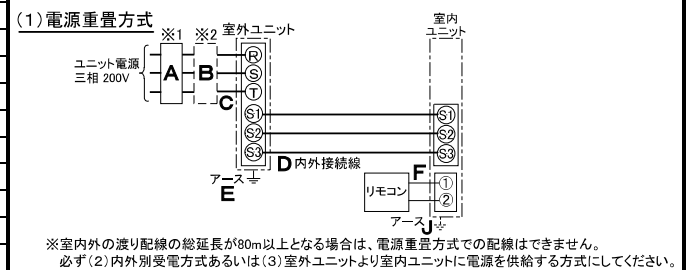 (1)電源重畳方式
※1
※2
室外ユニット
室内
ユニット
ユニット電源
三相 200V
A
B
R
S
T
C
S1
S2
S3
S1
S2
S3
D 内外接続線
アース
E
リモコン
F
①
②
アース
J
※室内外の渡り配線の総延長が80m以上となる場合は、電源重畳方式での配線はできません。
必ず(2)内外別受電方式あるいは(3)室外ユニットより室内ユニットに電源を供給する方式にしてください。